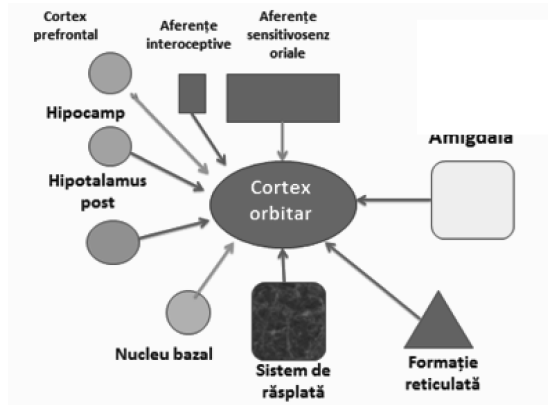 Cortex
prefrontal
Aferențe
interoceptive
Aferențe
sensitivosenz
oriale
Hipocamp
Amigdala
Hipotalamus
post
Cortex
orbitar
Nucleu bazal
Sistem de
răsplată
Formație
reticulată